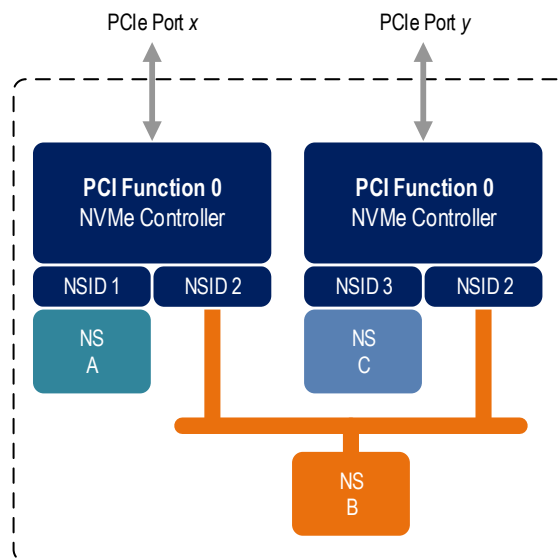 PCIe Port x
PCIe Port y
PCI Function 0
NVMe Controller
PCI Function 0
NVMe Controller
NSID 1
NSID 2
NSID 3
NSID 2
NS
A
NS
C
NS
B